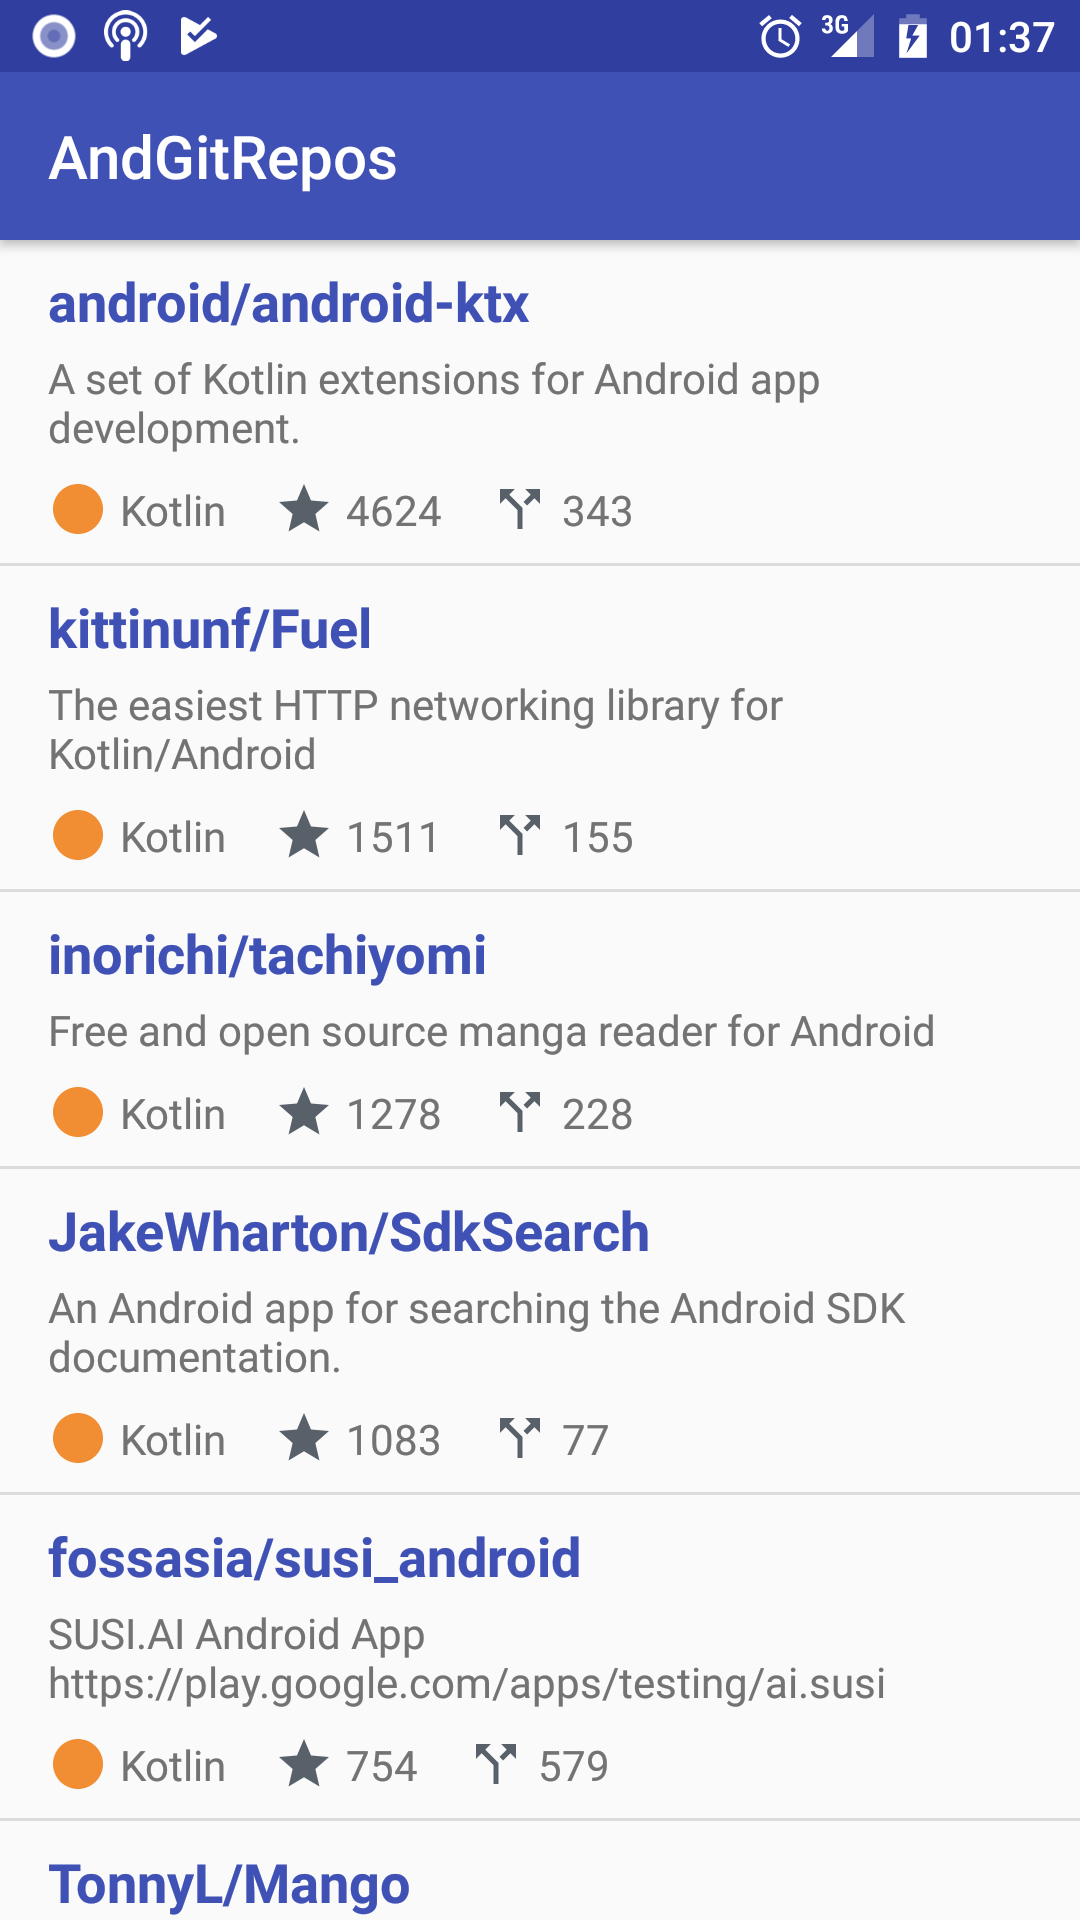 3G 01:37
AndGitRepos
android/android-ktx
A set of Kotlin extensions for Android app
development.
Kotlin 4624 343
kittinunf/Fuel
The easiest HTTP networking library for
Kotlin/Android
Kotlin 1511 155
inorichi/tachiyomi
Free and open source manga reader for Android
Kotlin 1278 228
JakeWharton/SdkSearch
An Android app for searching the Android SDK
documentation.
Kotlin 1083 77
fossasia/susi_android
SUSI.AI Android App
https://play.google.com/apps/testing/ai.susi
Kotlin 754 579
TonnyL/Mango